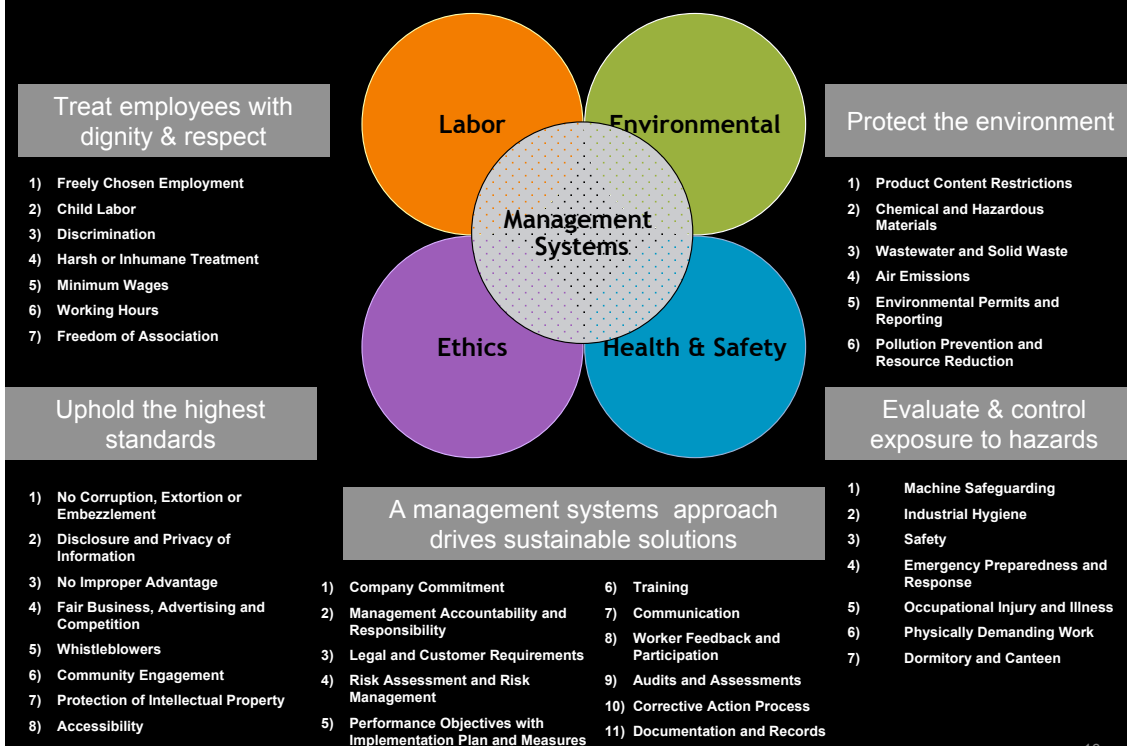 Labor
Environmental
Management
Systems
Ethics
Health & Safety
Treat employees with
dignity & respect
1) Freely Chosen Employment
2) Child Labor
3) Discrimination
4) Harsh or Inhumane Treatment
5) Minimum Wages
6) Working Hours
7) Freedom of Association
Protect the environment
1) Product Content Restrictions
2) Chemical and Hazardous
Materials
3) Wastewater and Solid Waste
4) Air Emissions
5) Environmental Permits and
Reporting
6) Pollution Prevention and
Resource Reduction
Uphold the highest
standards
1) No Corruption, Extortion or
Embezzlement
2) Disclosure and Privacy of
Information
3) No Improper Advantage
4) Fair Business, Advertising and
Competition
5) Whistleblowers
6) Community Engagement
7) Protection of Intellectual Property
8) Accessibility
A management systems approach
drives sustainable solutions
1) Company Commitment
2) Management Accountability and
Responsibility
3) Legal and Customer Requirements
4) Risk Assessment and Risk
Management
5) Performance Objectives with
Implementation Plan and Measures
6) Training
7) Communication
8) Worker Feedback and
Participation
9) Audits and Assessments
10) Corrective Action Process
11) Documentation and Records
Evaluate & control
exposure to hazards
1) Machine Safeguarding
2) Industrial Hygiene
3) Safety
4) Emergency Preparedness and
Response
5) Occupational Injury and Illness
6) Physically Demanding Work
7) Dormitory and Canteen